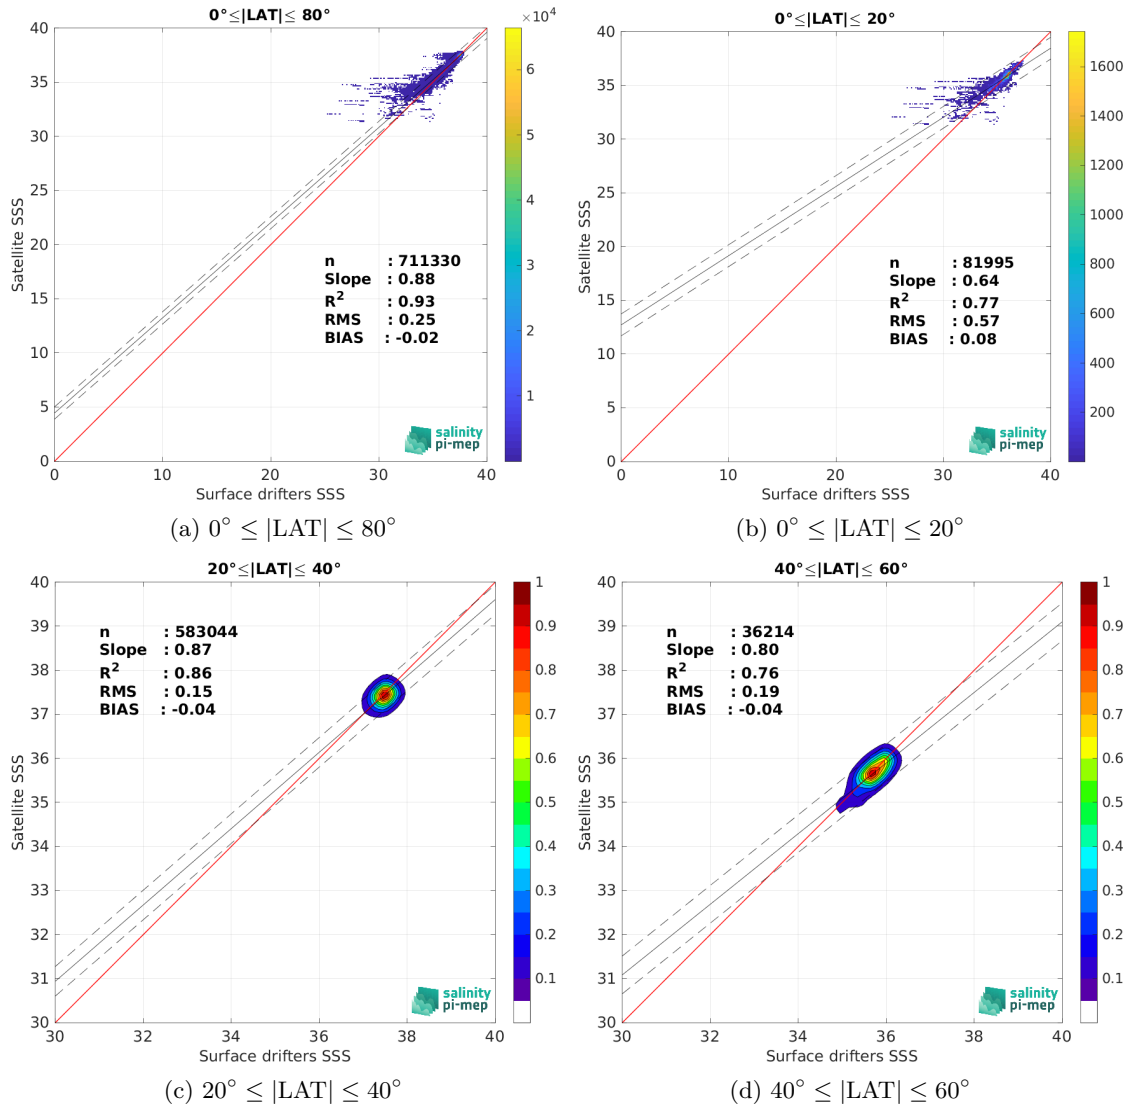 0°≤|LAT|≤ 80°
×10⁴
40
35
30
25
20
15
10
5
0
0
10
20
30
40
Satellite SSS
Surface drifters SSS
n : 711330
Slope : 0.88
R² : 0.93
RMS : 0.25
BIAS : -0.02
salinity
pi-mep
6
5
4
3
2
1
(a) 0° ≤ |LAT| ≤ 80°
0°≤|LAT|≤ 20°
40
35
30
25
20
15
10
5
0
0
10
20
30
40
Satellite SSS
Surface drifters SSS
n : 81995
Slope : 0.64
R² : 0.77
RMS : 0.57
BIAS : 0.08
salinity
pi-mep
1600
1400
1200
1000
800
600
400
200
(b) 0° ≤ |LAT| ≤ 20°
20°≤|LAT|≤ 40°
40
39
38
37
36
35
34
33
32
31
30
30
32
34
36
38
40
Satellite SSS
Surface drifters SSS
n : 583044
Slope : 0.87
R² : 0.86
RMS : 0.15
BIAS : -0.04
salinity
pi-mep
1
0.9
0.8
0.7
0.6
0.5
0.4
0.3
0.2
0.1
(c) 20° ≤ |LAT| ≤ 40°
40°≤|LAT|≤ 60°
40
39
38
37
36
35
34
33
32
31
30
30
32
34
36
38
40
Satellite SSS
Surface drifters SSS
n : 36214
Slope : 0.80
R² : 0.76
RMS : 0.19
BIAS : -0.04
salinity
pi-mep
1
0.9
0.8
0.7
0.6
0.5
0.4
0.3
0.2
0.1
(d) 40° ≤ |LAT| ≤ 60°